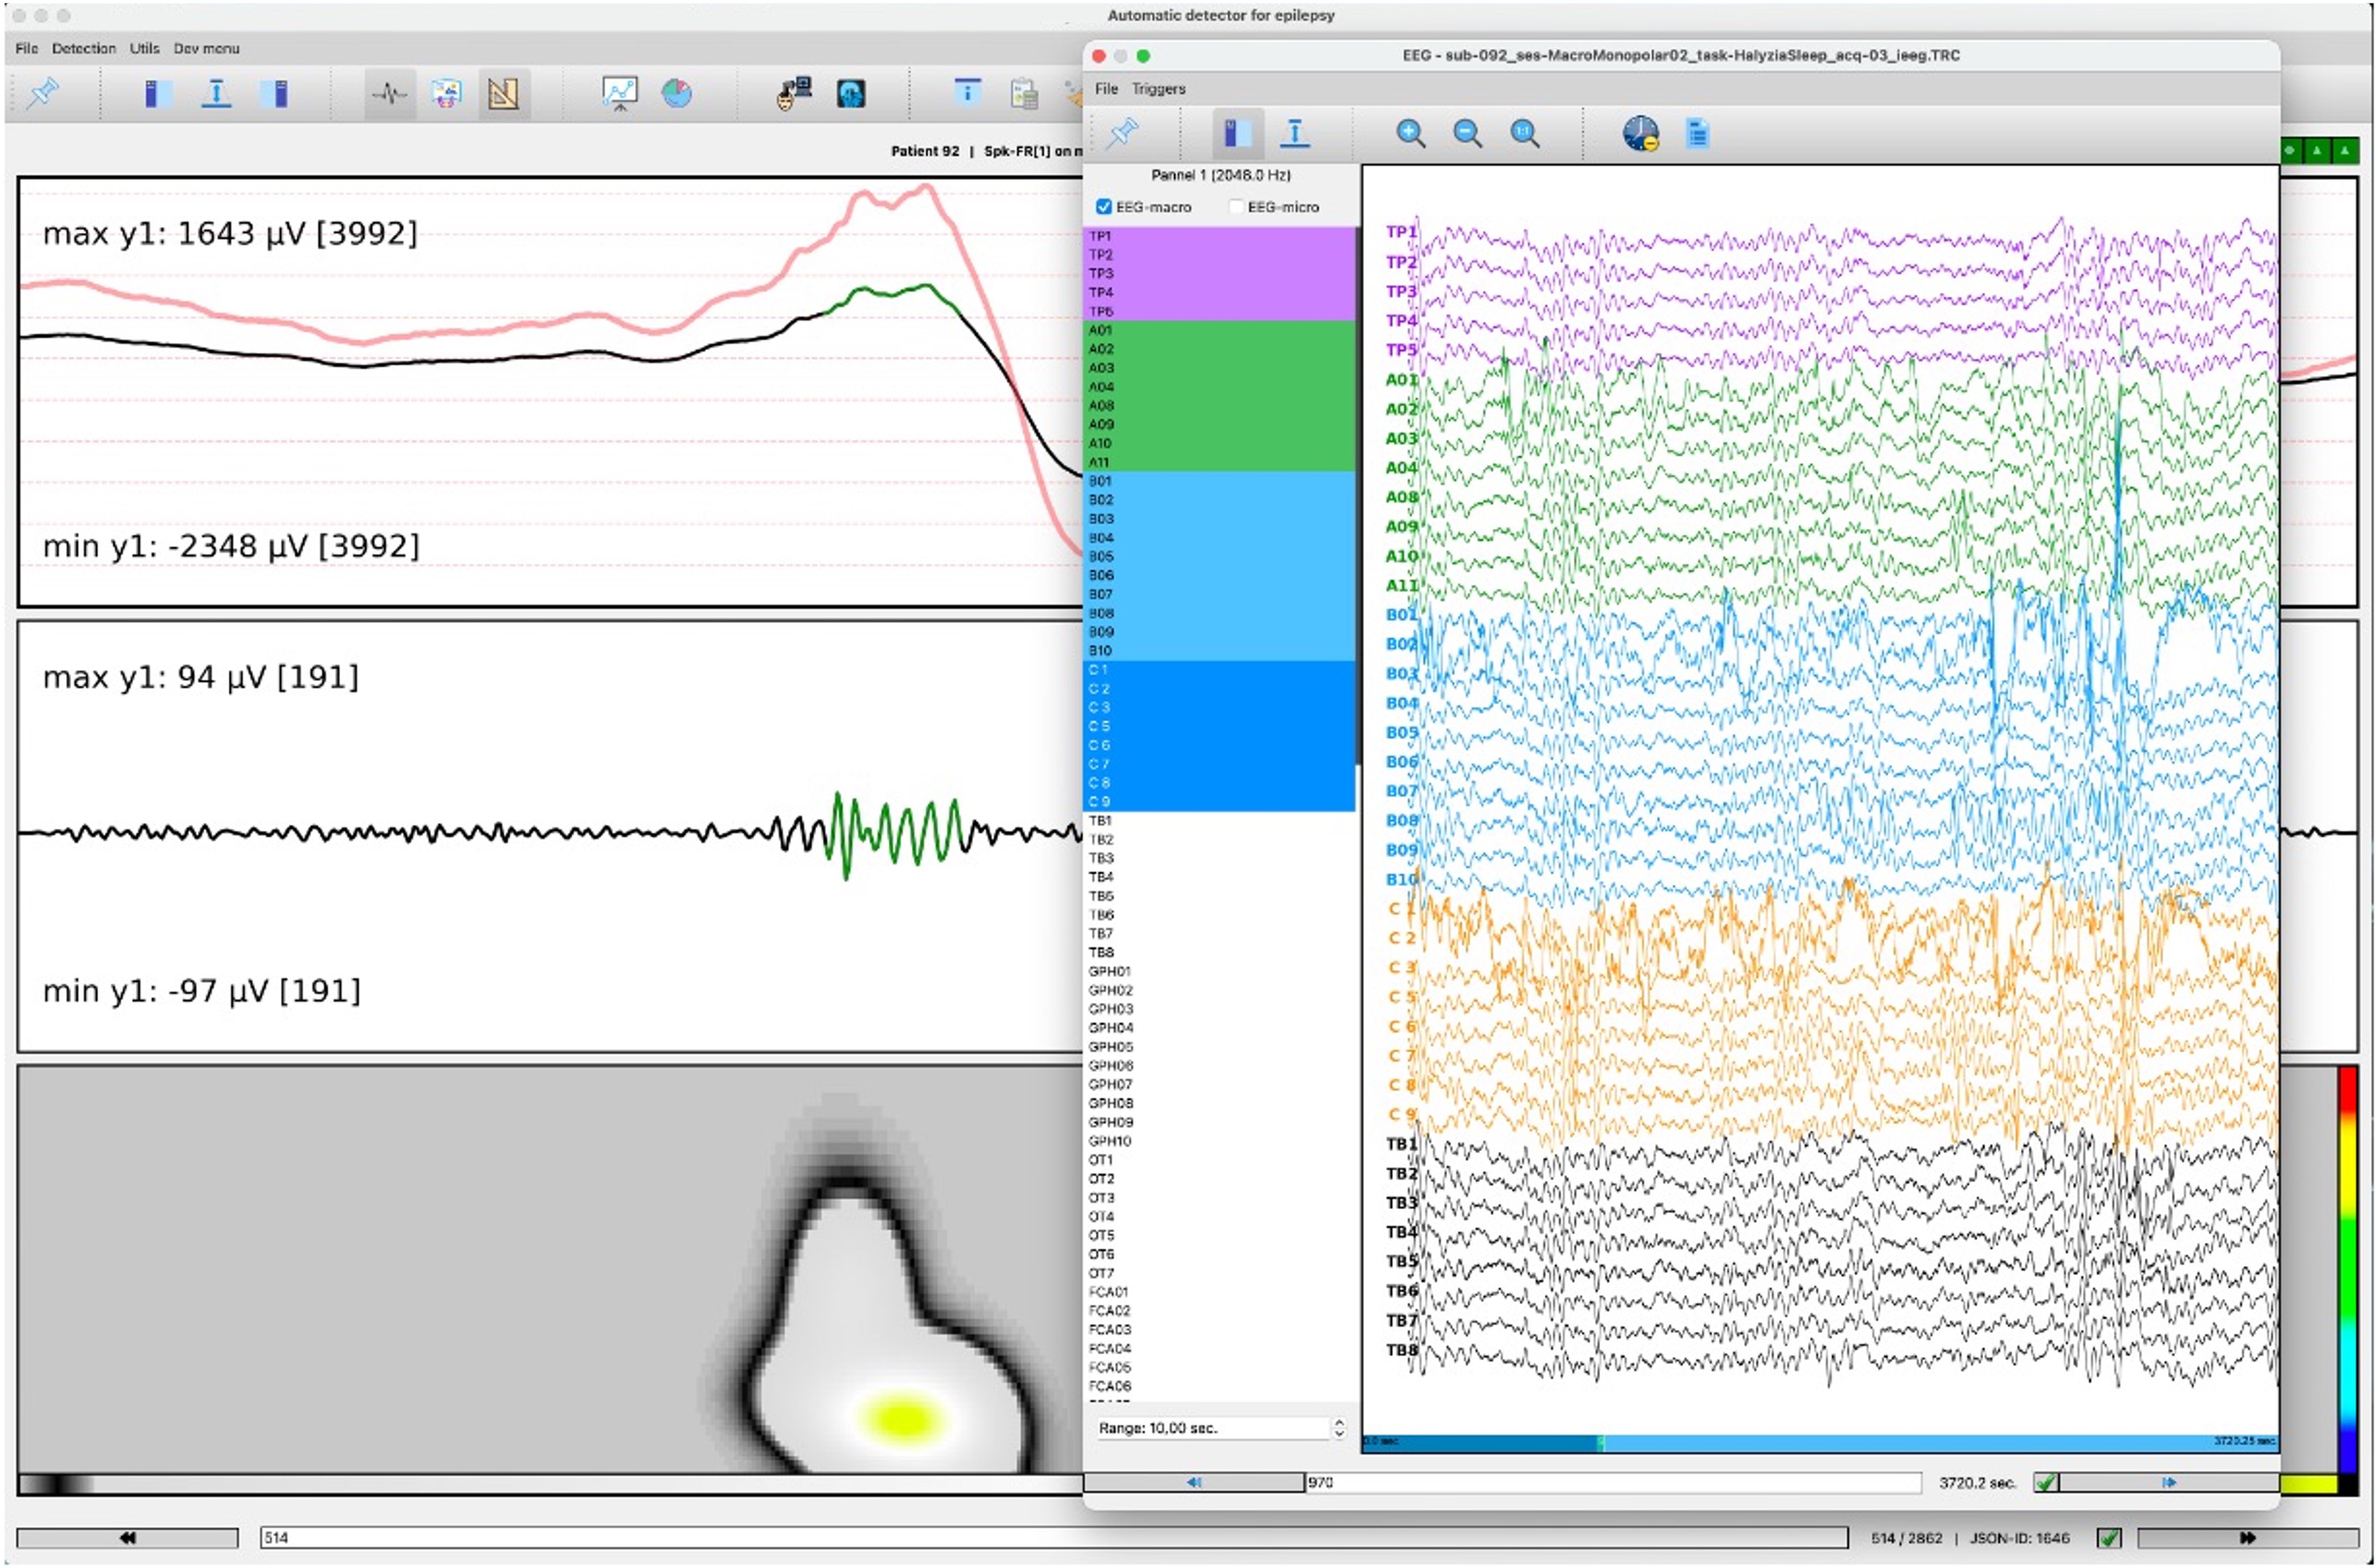 Automatic detector for epilepsy
File Detection Utils Dev menu
Patient 92 | Spk-FR[1] on
max y1: 1643 µV [3992]
min y1: -2348 µV [3992]
max y1: 94 µV [191]
min y1: -97 µV [191]
514
514 / 2862 | JSON-ID: 1646
EEG - sub-092_ses-MacroMonopolar02_task-HalyziaSleep_acq-03_ieeg.TRC
File Triggers
1:1
Pannel 1 (2048.0 Hz)
EEG-macro EEG-micro
TP1
TP2
TP3
TP4
TP5
A01
A02
A03
A04
A08
A09
A10
A11
B01
B02
B03
B04
B05
B06
B07
B08
B09
B10
C 1
C 2
C 3
C 5
C 6
C 7
C 8
C 9
TB1
TB2
TB3
TB4
TB5
TB6
TB7
TB8
GPH01
GPH02
GPH03
GPH04
GPH05
GPH06
GPH07
GPH08
GPH09
GPH10
OT1
OT2
OT3
OT4
OT5
OT6
OT7
FCA01
FCA02
FCA03
FCA04
FCA05
FCA06
Range: 10,00 sec.
TP1
TP2
TP3
TP4
TP5
A01
A02
A03
A04
A08
A09
A10
A11
B01
B02
B03
B04
B05
B06
B07
B08
B09
B10
C 1
C 2
C 3
C 5
C 6
C 7
C 8
C 9
TB1
TB2
TB3
TB4
TB5
TB6
TB7
TB8
0.0 sec
3720.25 sec
970
3720.2 sec.